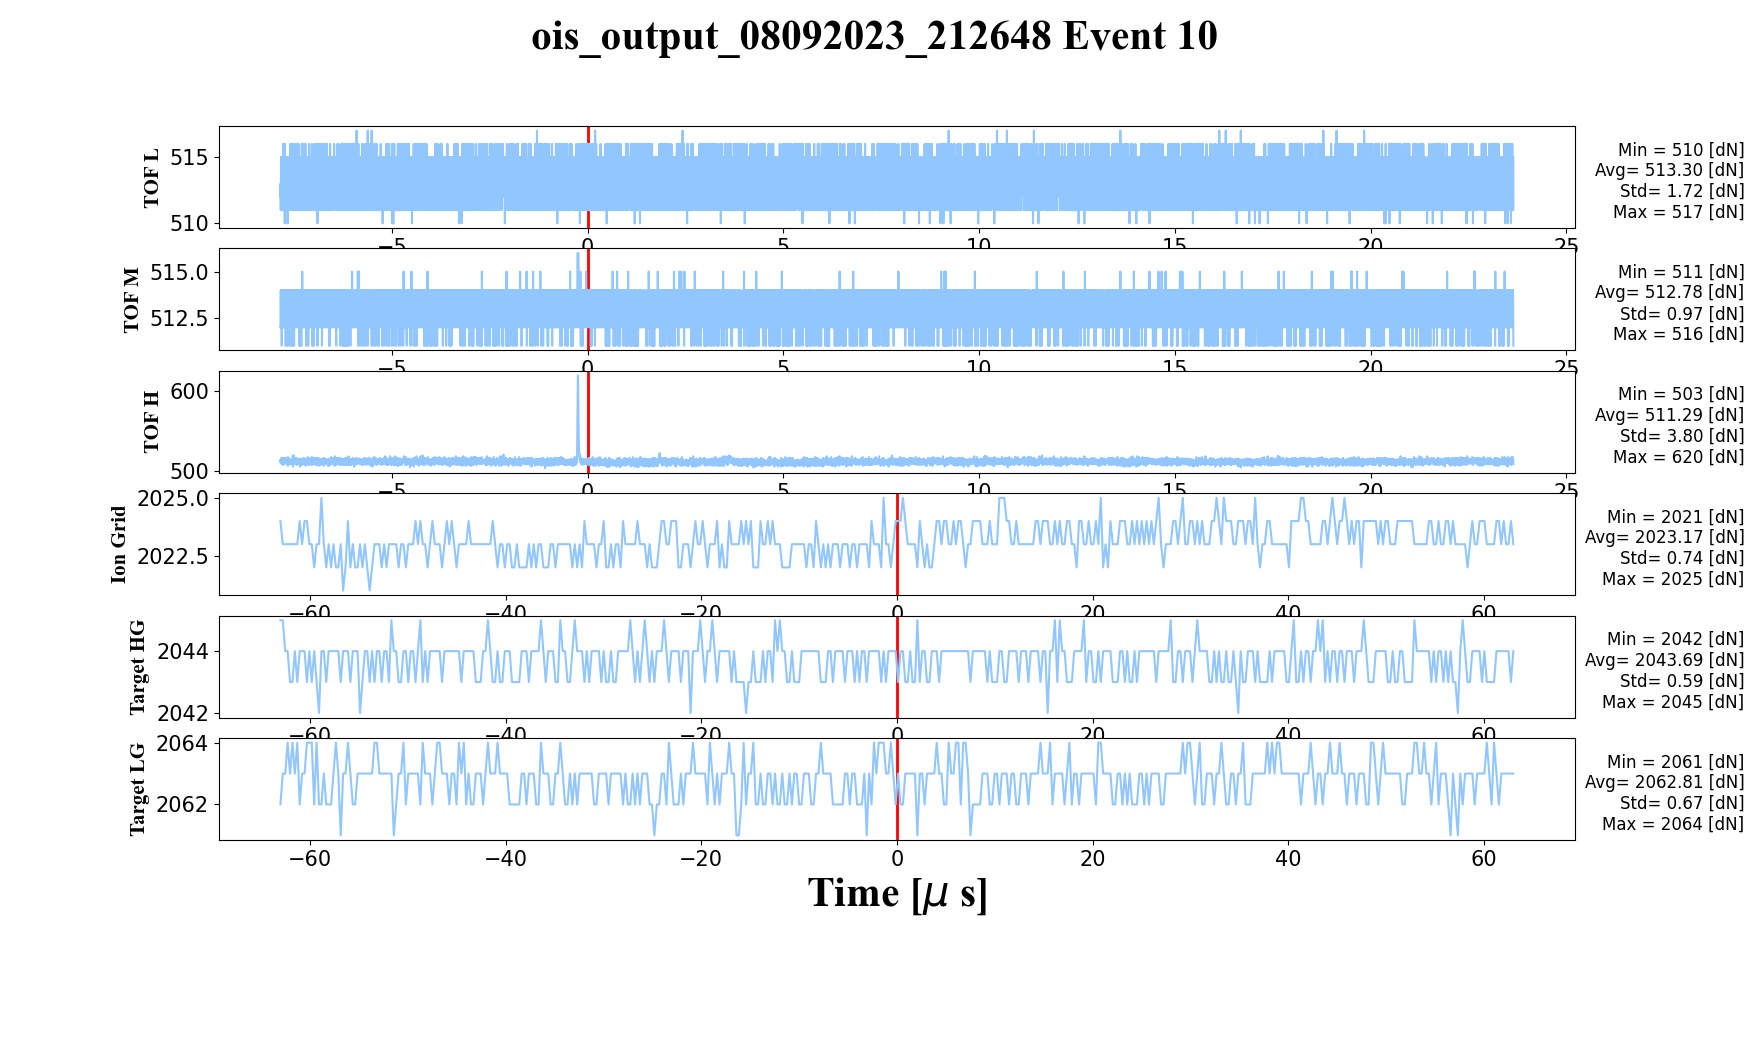 ois_output_08092023_212648 Event 10
TOF L
515
510
−5 0 5 10 15 20 25
Min = 510 [dN]
Avg= 513.30 [dN]
Std= 1.72 [dN]
Max = 517 [dN]
TOF M
515.0
512.5
−5 0 5 10 15 20 25
Min = 511 [dN]
Avg= 512.78 [dN]
Std= 0.97 [dN]
Max = 516 [dN]
TOF H
600
500
−5 0 5 10 15 20 25
Min = 503 [dN]
Avg= 511.29 [dN]
Std= 3.80 [dN]
Max = 620 [dN]
Ion Grid
2025.0
2022.5
−60 −40 −20 0 20 40 60
Min = 2021 [dN]
Avg= 2023.17 [dN]
Std= 0.74 [dN]
Max = 2025 [dN]
Target HG
2044
2042
−60 −40 −20 0 20 40 60
Min = 2042 [dN]
Avg= 2043.69 [dN]
Std= 0.59 [dN]
Max = 2045 [dN]
Target LG
2064
2062
−60 −40 −20 0 20 40 60
Min = 2061 [dN]
Avg= 2062.81 [dN]
Std= 0.67 [dN]
Max = 2064 [dN]
Time [μ s]